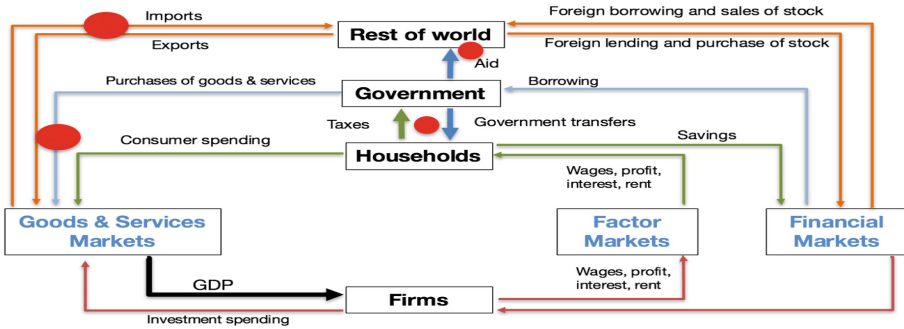 Imports
Foreign borrowing and sales of stock
Rest of world
Exports
Foreign lending and purchase of stock
Aid
Purchases of goods & services
Borrowing
Government
Taxes
Government transfers
Consumer spending
Savings
Households
Wages, profit,
interest, rent
Goods & Services
Markets
Factor
Markets
Financial
Markets
GDP
Wages, profit,
interest, rent
Firms
Investment spending